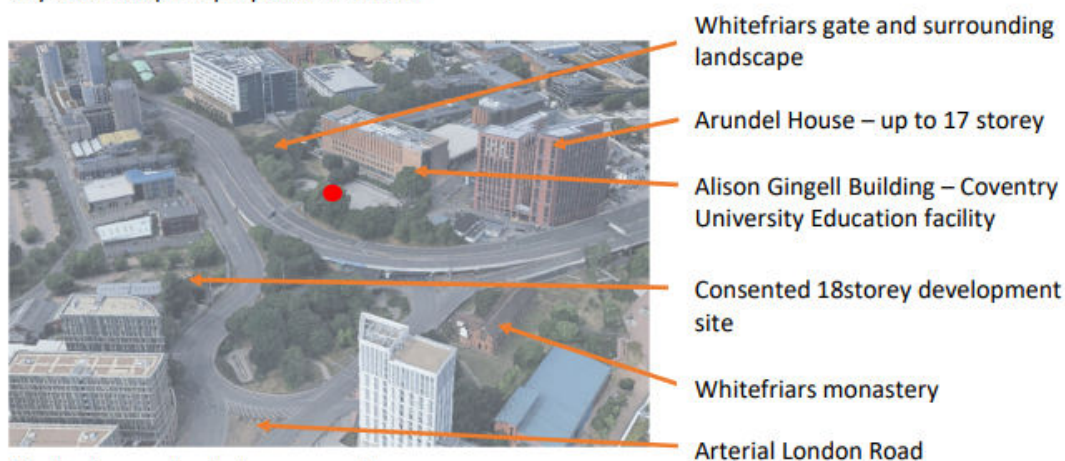 Whitefriars gate and surrounding
landscape
Arundel House – up to 17 storey
Alison Gingell Building – Coventry
University Education facility
Consented 18storey development
site
Whitefriars monastery
Arterial London Road